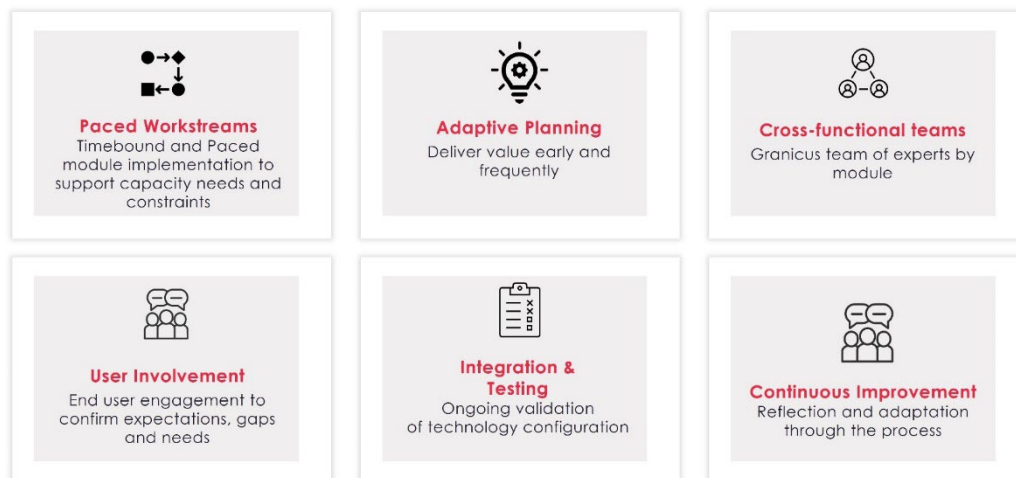 Paced Workstreams
Timebound and Paced
module implementation to
support capacity needs and
constraints
Adaptive Planning
Deliver value early and
frequently
Cross-functional teams
Granicus team of experts by
module
User Involvement
End user engagement to
confirm expectations, gaps
and needs
Integration &
Testing
Ongoing validation
of technology configuration
Continuous Improvement
Reflection and adaptation
through the process